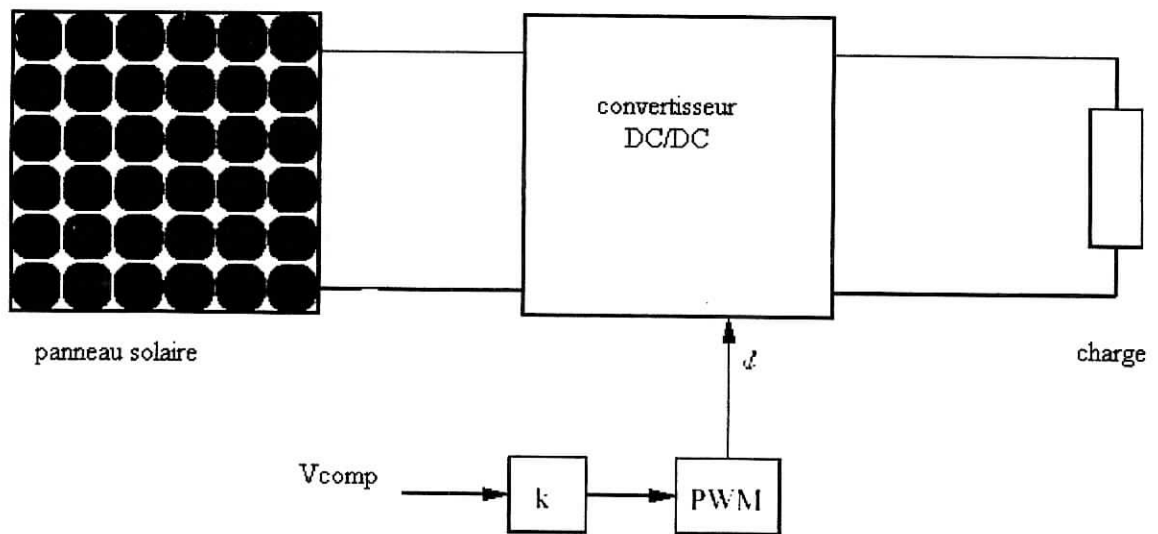 convertisseur
DC/DC
panneau solaire
d
charge
Vcomp
k
PWM